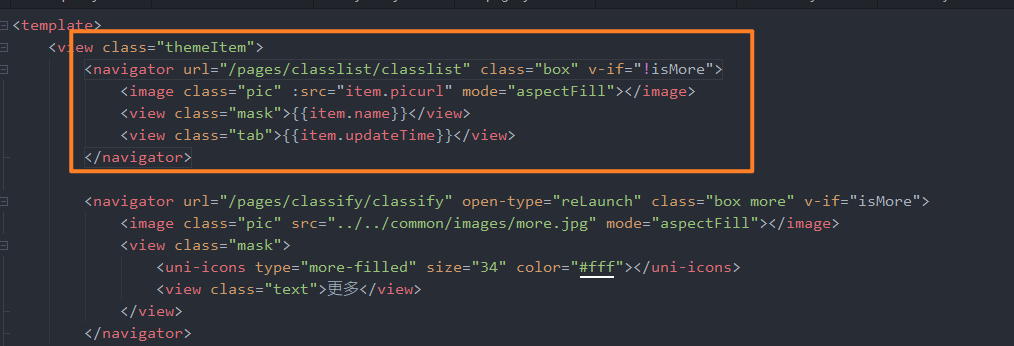 <template>
<view class="themeItem">
<navigator url="/pages/classlist/classlist" class="box" v-if="!isMore">
<image class="pic" :src="item.picurl" mode="aspectFill"></image>
<view class="mask">{{item.name}}</view>
<view class="tab">{{item.updateTime}}</view>
</navigator>
<navigator url="/pages/classify/classify" open-type="reLaunch" class="box more" v-if="isMore">
<image class="pic" src="../../common/images/more.jpg" mode="aspectFill"></image>
<view class="mask">
<uni-icons type="more-filled" size="34" color="#fff"></uni-icons>
<view class="text">更多</view>
</view>
</navigator>